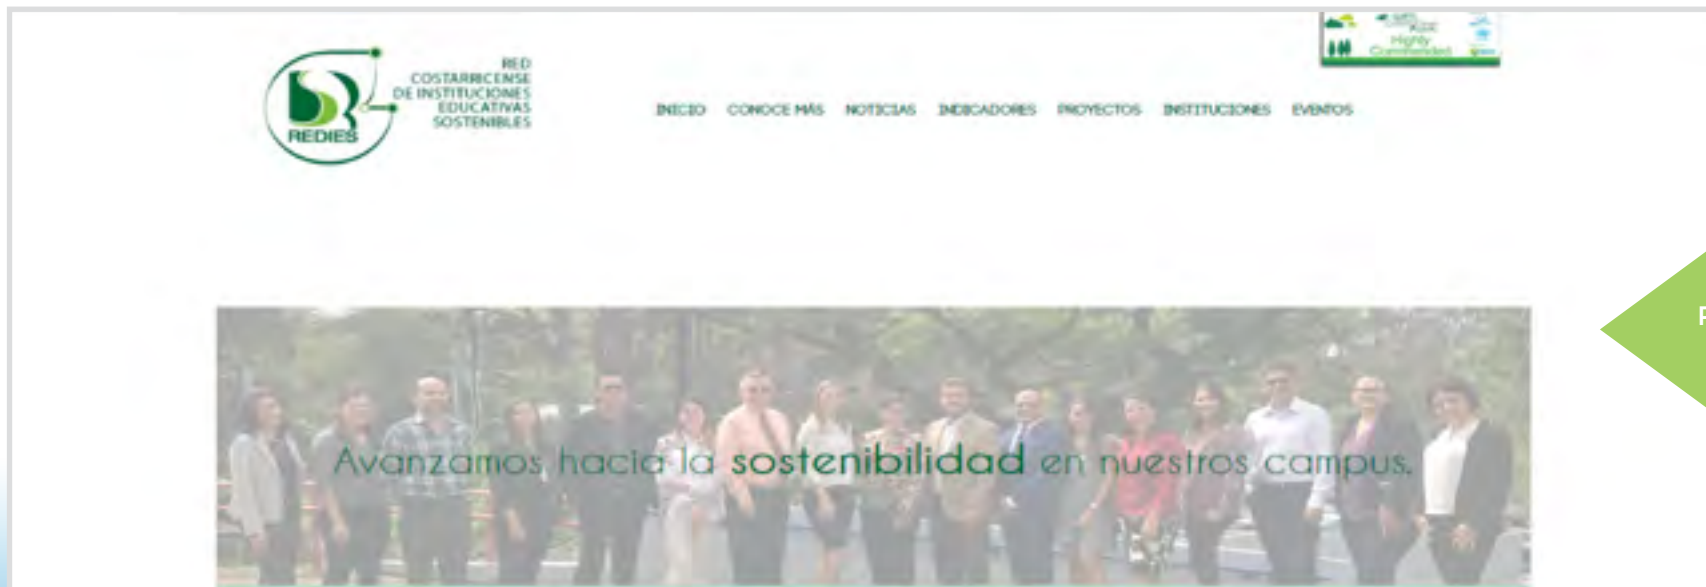 RED
COSTARRICENSE
DE INSTITUCIONES
EDUCATIVAS
SOSTENIBLES
REDIES
INICIO CONOCE MÁS NOTICIAS INDICADORES PROYECTOS INSTITUCIONES EVENTOS
Highly
Commended
Avanzamos hacia la sostenibilidad en nuestros campus.